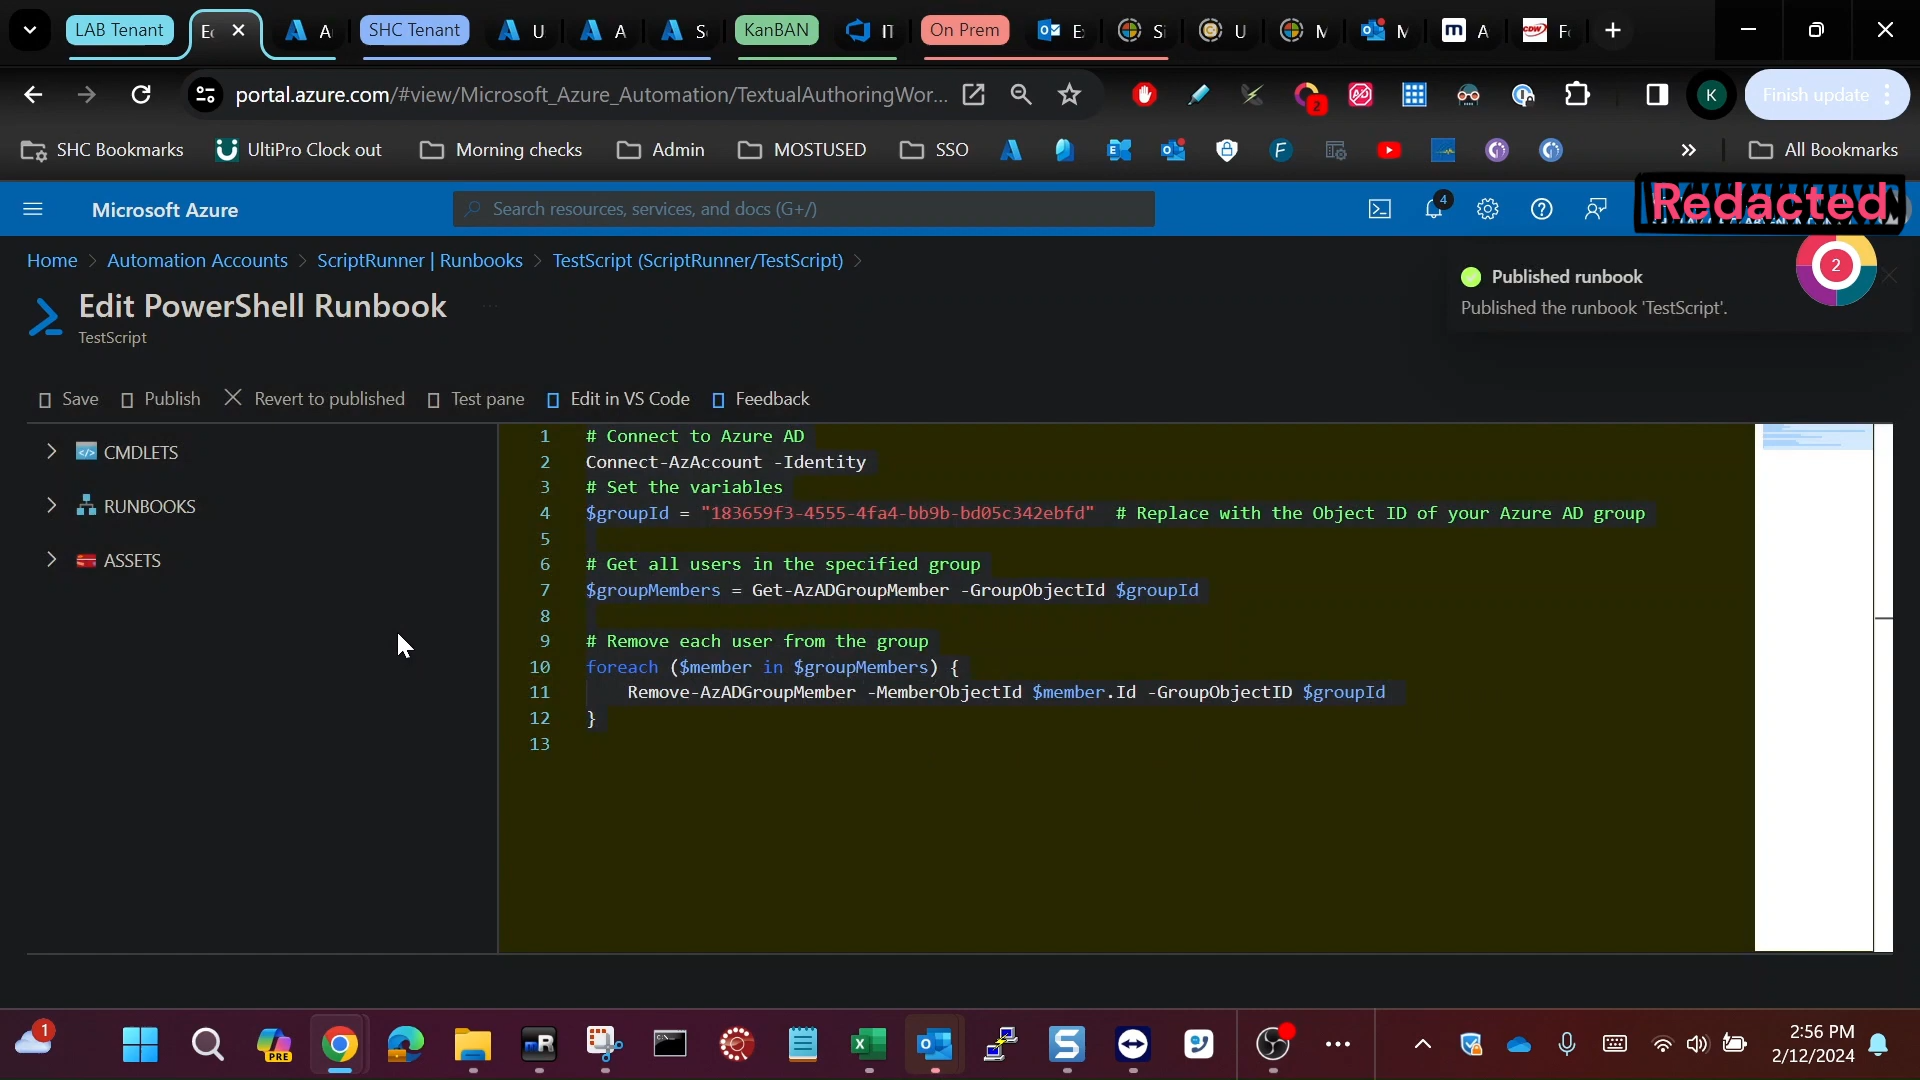 LAB Tenant
SHC Tenant
U
A
KanBAN
IT
On Prem
U
M
M
A
CDW
portal.azure.com/#view/Microsoft_Azure_Automation/TextualAuthoringWor...
2
K
Finish update
SHC Bookmarks
UltiPro Clock out
Morning checks
Admin
MOSTUSED
SSO
F
»
All Bookmarks
Microsoft Azure
Search resources, services, and docs (G+/)
4
Redacted
Home > Automation Accounts > ScriptRunner | Runbooks > TestScript (ScriptRunner/TestScript) >
Edit PowerShell Runbook ...
TestScript
Published runbook
Published the runbook 'TestScript'.
2
Save
Publish
Revert to published
Test pane
Edit in VS Code
Feedback
CMDLETS
RUNBOOKS
ASSETS
1 # Connect to Azure AD
2 Connect-AzAccount -Identity
3 # Set the variables
4 $groupId = "183659f3-4555-4fa4-bb9b-bd05c342ebfd" # Replace with the Object ID of your Azure AD group
5
6 # Get all users in the specified group
7 $groupMembers = Get-AzADGroupMember -GroupObjectId $groupId
8
9 # Remove each user from the group
10 foreach ($member in $groupMembers) {
11 Remove-AzADGroupMember -MemberObjectId $member.Id -GroupObjectID $groupId
12 }
13
1
PRE
2:56 PM
2/12/2024